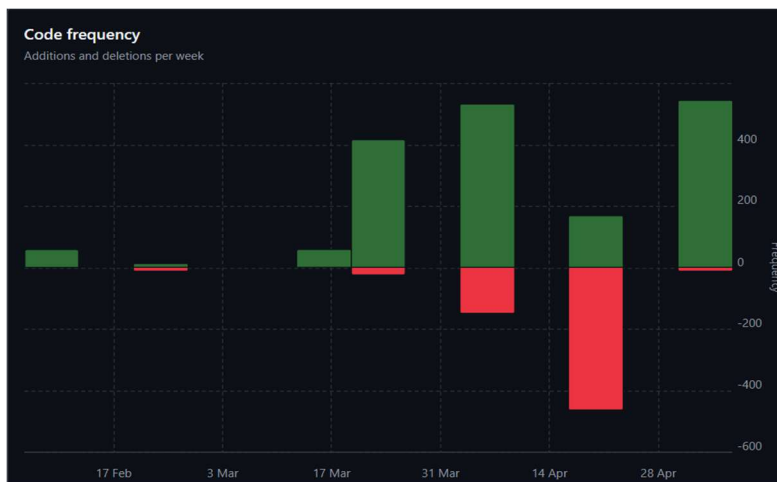 Code frequency
Additions and deletions per week
400
200
0
-200
-400
-600
Frequency
17 Feb
3 Mar
17 Mar
31 Mar
14 Apr
28 Apr